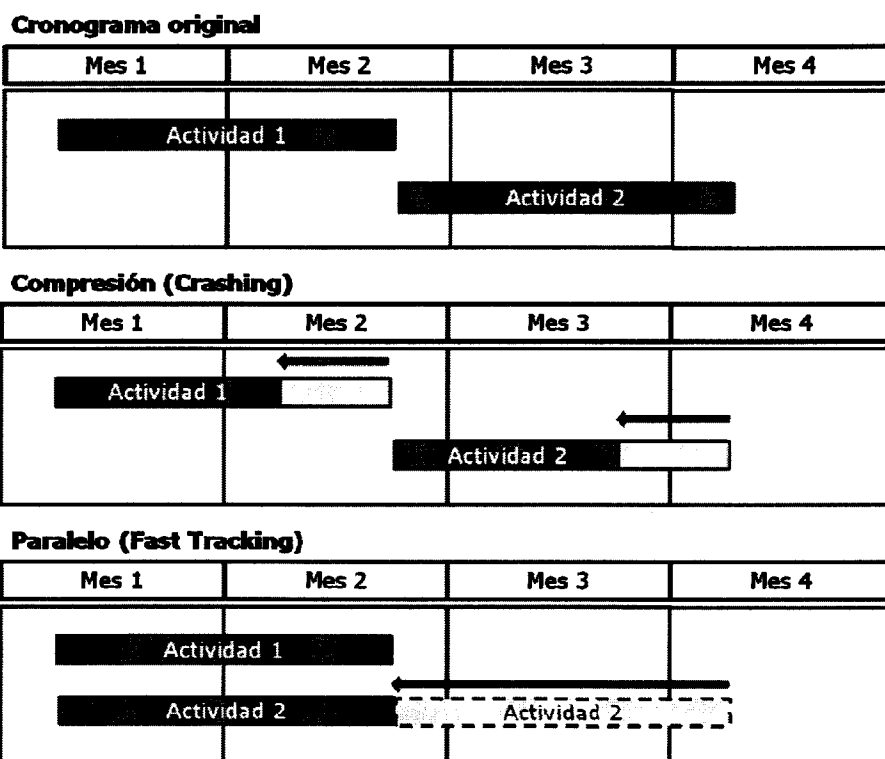 Cronograma original
Mes 1 Mes 2 Mes 3 Mes 4
Actividad 1
Actividad 2
Compresión (Crashing)
Mes 1 Mes 2 Mes 3 Mes 4
Actividad 1
Actividad 2
Paralelo (Fast Tracking)
Mes 1 Mes 2 Mes 3 Mes 4
Actividad 1
Actividad 2 Actividad 2